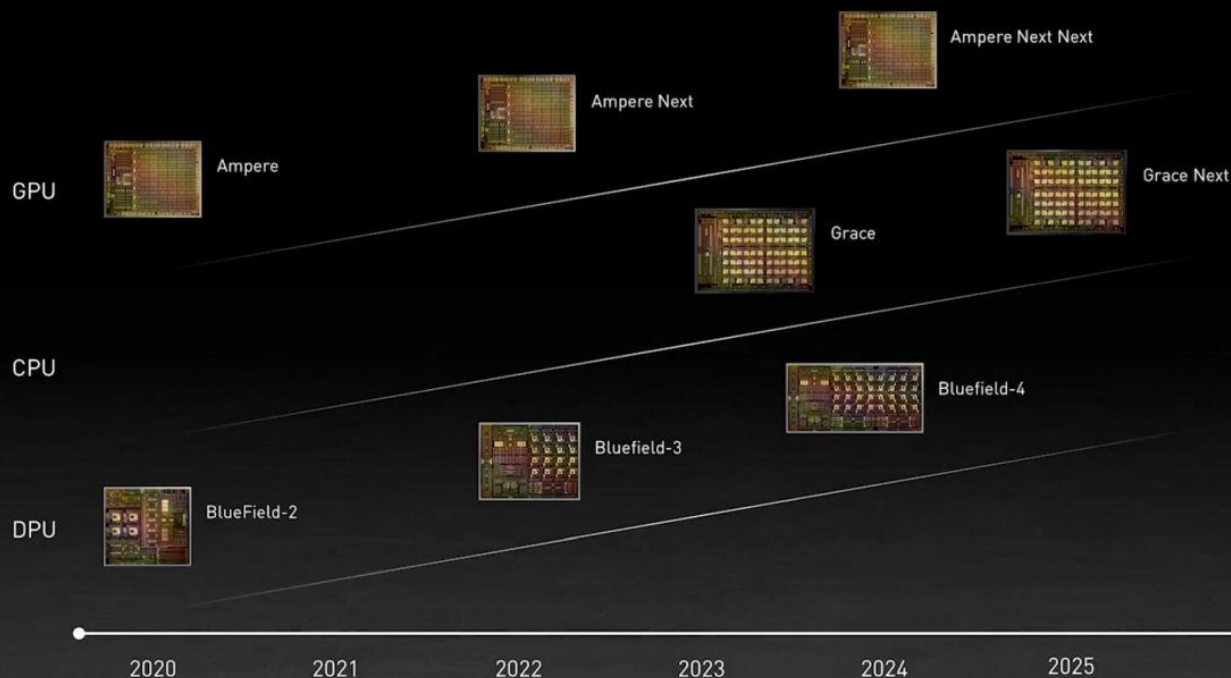 Ampere Next Next
Ampere Next
Ampere
GPU
Grace Next
Grace
CPU
Bluefield-4
Bluefield-3
BlueField-2
DPU
2020 2021 2022 2023 2024 2025